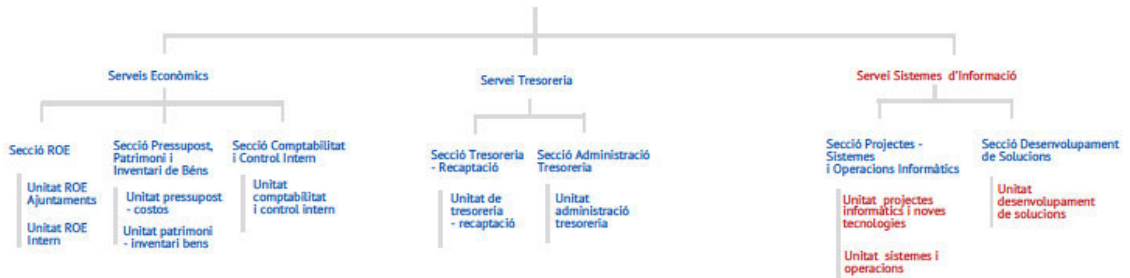 Serveis Econòmics
Servei Tresoreria
Servei Sistemes d'Informació
Secció ROE
Unitat ROE
Ajuntaments
Unitat ROE
Intern
Secció Pressupost,
Patrimoni i
Inventari de Béns
Unitat pressupost
- costos
Unitat patrimoni
- inventari bens
Secció Comptabilitat
i Control Intern
Unitat
comptabilitat
i control intern
Secció Tresoreria
- Recaptació
Unitat de
tresoreria
- recaptació
Secció Administració
Tresoreria
Unitat
administració
tresoreria
Secció Projectes -
Sistemes
i Operacions Informàtics
Unitat projectes
informàtics i noves
tecnologies
Unitat sistemes i
operacions
Secció Desenvolupament
de Solucions
Unitat
desenvolupament
de solucions